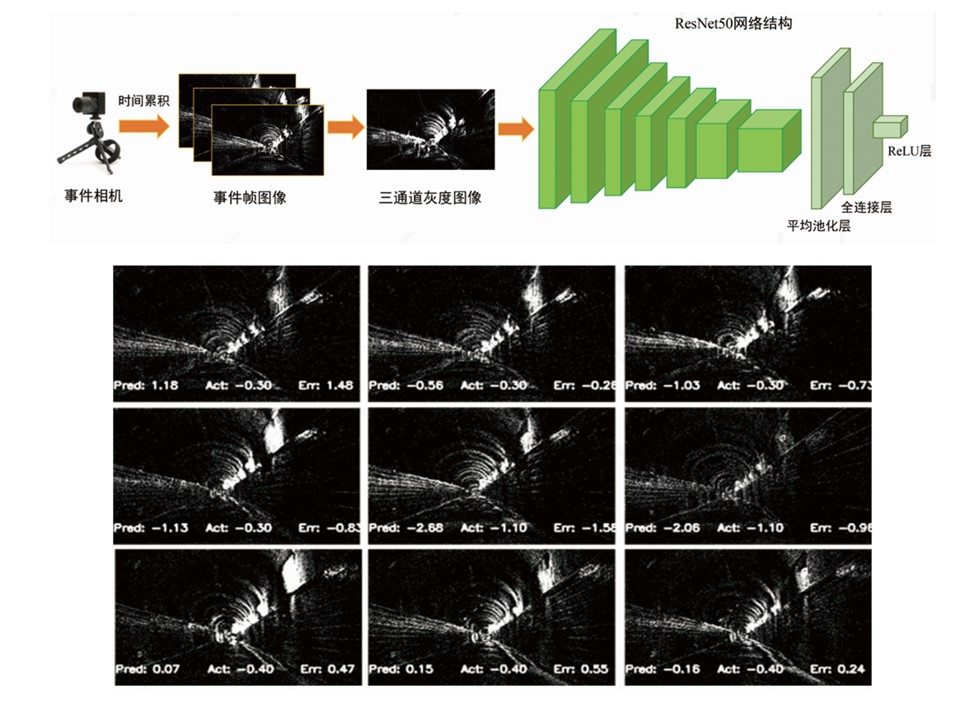 ResNet50网络结构
时间累积
ReLU层
事件相机
事件帧图像
三通道灰度图像
全连接层
平均池化层
Pred: 1.18 Act: -0.30 Err: 1.48
Pred: -0.56 Act: -0.30 Err: -0.26
Pred: -1.03 Act: -0.30 Err: -0.73
Pred: -1.13 Act: -0.30 Err: -0.83
Pred: -2.68 Act: -1.10 Err: -1.58
Pred: -2.06 Act: -1.10 Err: -0.96
Pred: 0.07 Act: -0.40 Err: 0.47
Pred: 0.15 Act: -0.40 Err: 0.55
Pred: -0.16 Act: -0.40 Err: 0.24